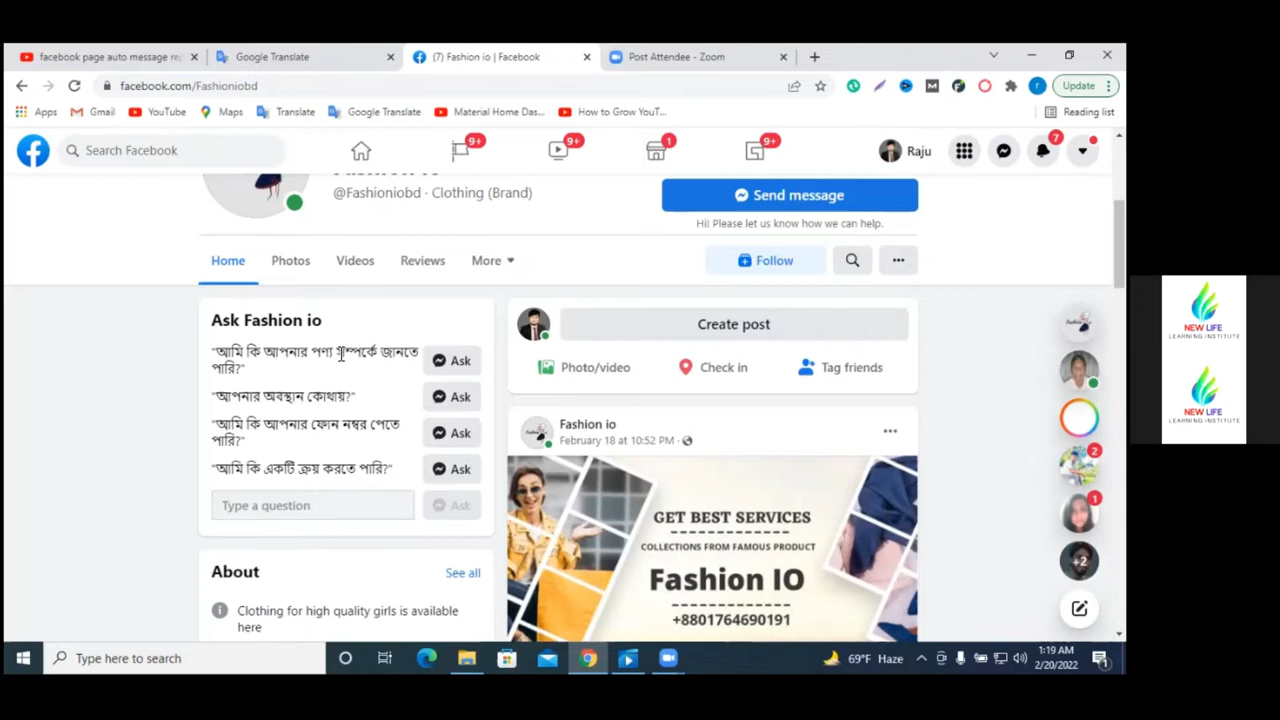 facebook page auto message re
Google Translate
(7) Fashion io | Facebook
Post Attendee - Zoom
facebook.com/Fashioniobd
Update
Apps
Gmail
YouTube
Maps
Translate
Google Translate
Material Home Das...
How to Grow YouT...
Reading list
Search Facebook
9+
9+
1
9+
Raju
7
@Fashioniobd · Clothing (Brand)
Send message
Hi! Please let us know how we can help.
Home
Photos
Videos
Reviews
More
Follow
Ask Fashion io
"আমি কি আপনার পণ্য সম্পর্কে জানতে
পারি?"
Ask
"আপনার অবস্থান কোথায়?"
Ask
"আমি কি আপনার ফোন নম্বর পেতে
পারি?"
Ask
"আমি কি একটি ক্রয় করতে পারি?"
Ask
Type a question
Ask
About
See all
Clothing for high quality girls is available
here
Create post
Photo/video
Check in
Tag friends
Fashion io
February 18 at 10:52 PM ·
GET BEST SERVICES
COLLECTIONS FROM FAMOUS PRODUCT
Fashion IO
+8801764690191
2
1
+2
NEW LIFE
LEARNING INSTITUTE
NEW LIFE
LEARNING INSTITUTE
Type here to search
69°F Haze
1:19 AM
2/20/2022
1